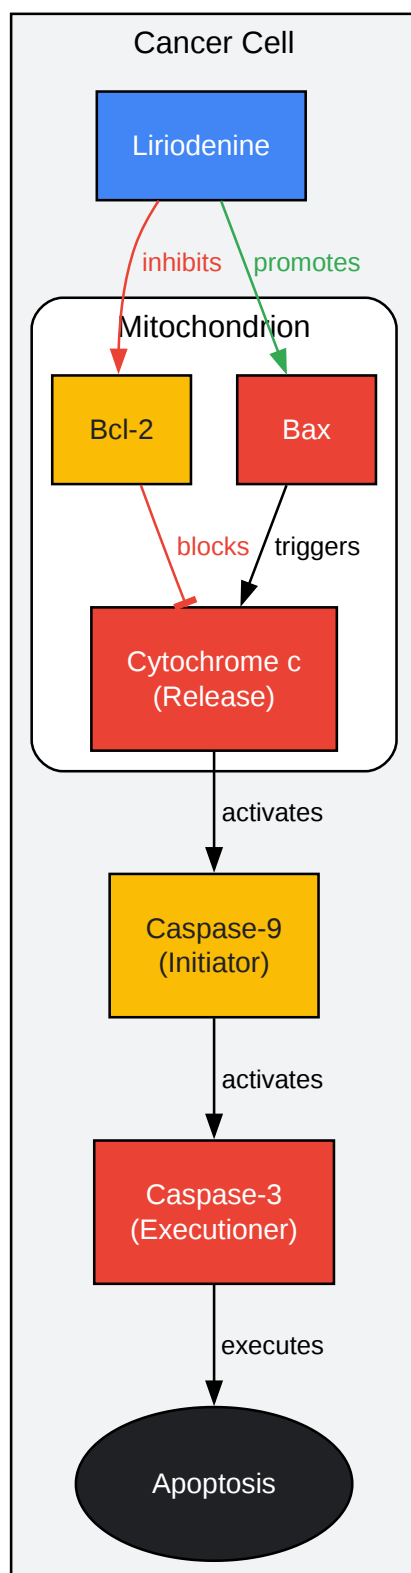 Cancer Cell
Liriodenine
inhibits
promotes
Mitochondrion
Bcl-2
Bax
blocks
triggers
Cytochrome c
(Release)
activates
Caspase-9
(Initiator)
activates
Caspase-3
(Executioner)
executes
Apoptosis